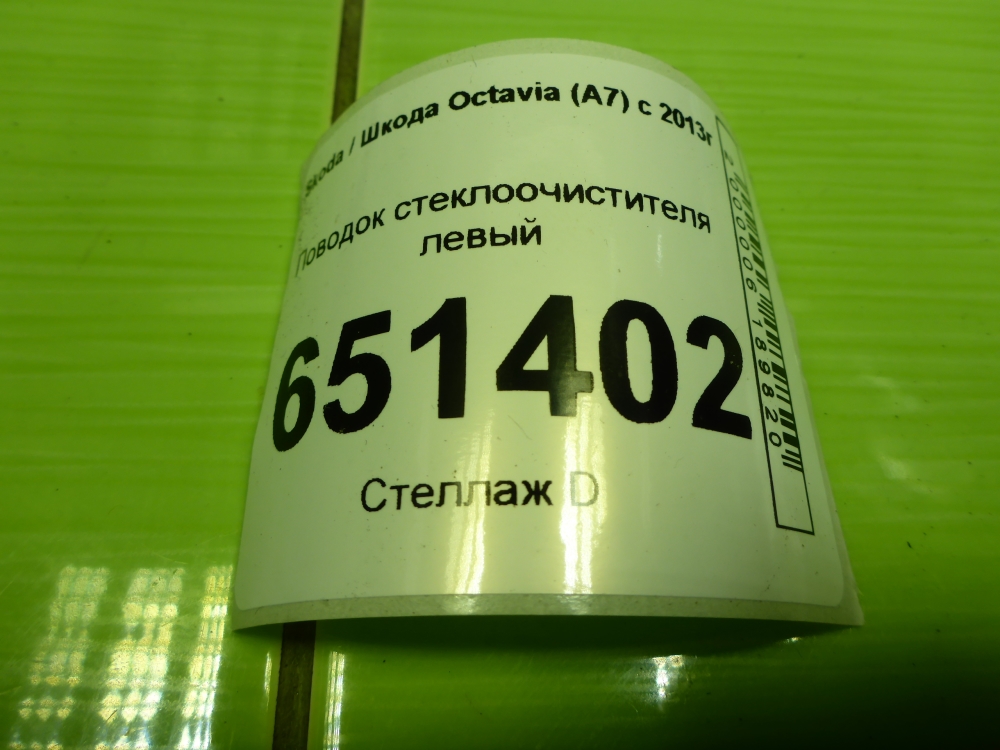 Skoda / Шкода Octavia (A7) с 2013г
Поводок стеклоочистителя
левый
651402
Стеллаж D
2000006189820